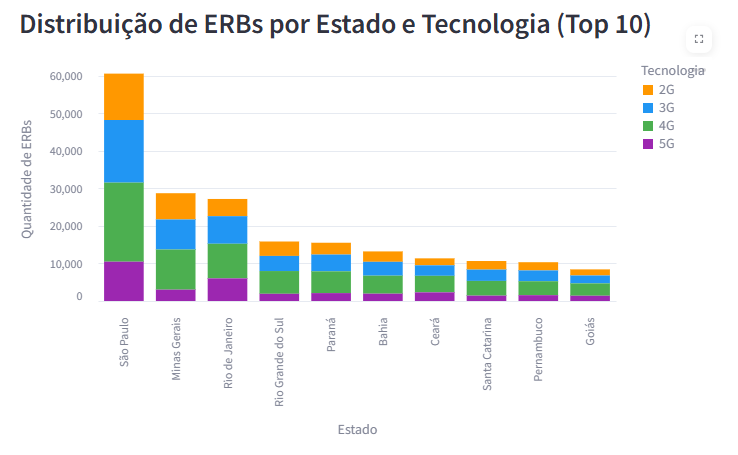 Distribuição de ERBs por Estado e Tecnologia (Top 10)
Tecnologia
2G
3G
4G
5G
Quantidade de ERBs
60,000
50,000
40,000
30,000
20,000
10,000
0
São Paulo
Minas Gerais
Rio de Janeiro
Rio Grande do Sul
Paraná
Bahia
Ceará
Santa Catarina
Pernambuco
Goiás
Estado